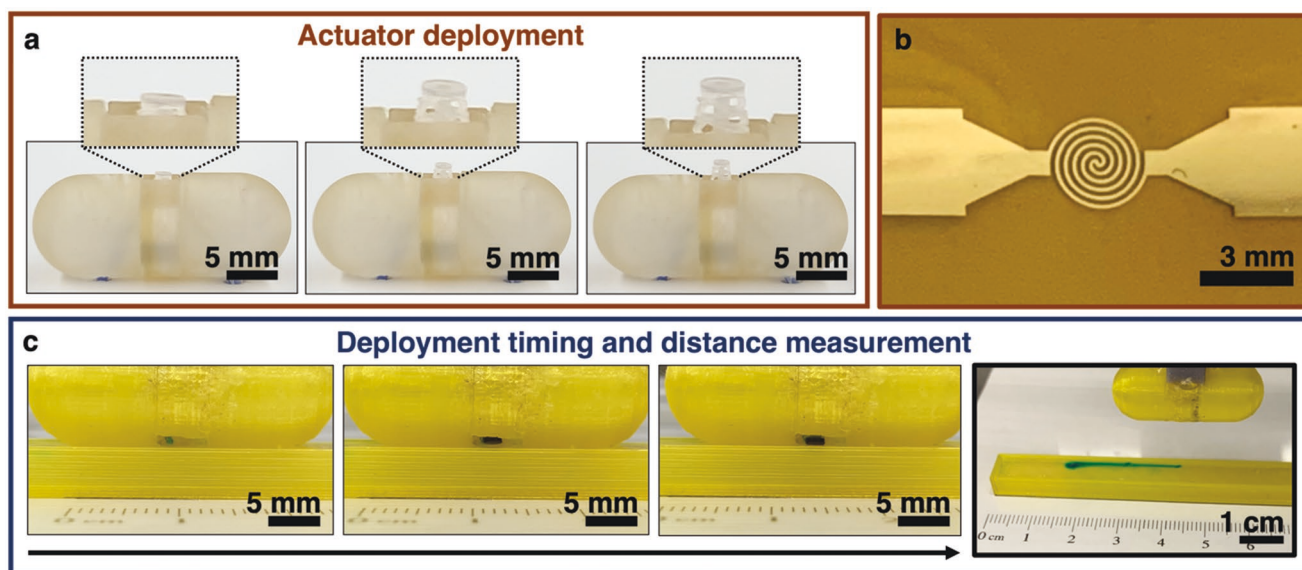 a
Actuator deployment
5 mm
5 mm
5 mm
b
3 mm
c
Deployment timing and distance measurement
5 mm
5 mm
5 mm
1 cm
0 cm 1 2 3 4 5 6